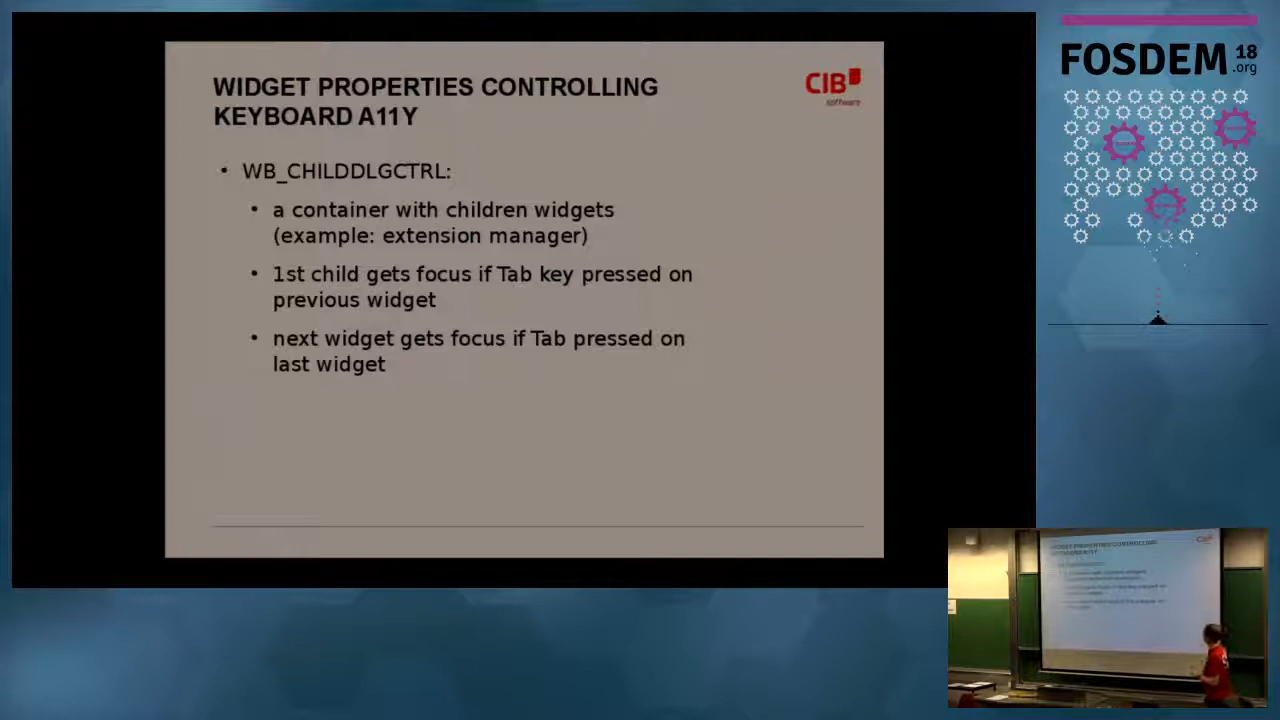 WIDGET PROPERTIES CONTROLLING
KEYBOARD A11Y
CIB
software
• WB_CHILDDLGCTRL:
• a container with children widgets
(example: extension manager)
• 1st child gets focus if Tab key pressed on
previous widget
• next widget gets focus if Tab pressed on
last widget
FOSDEM 18
.org